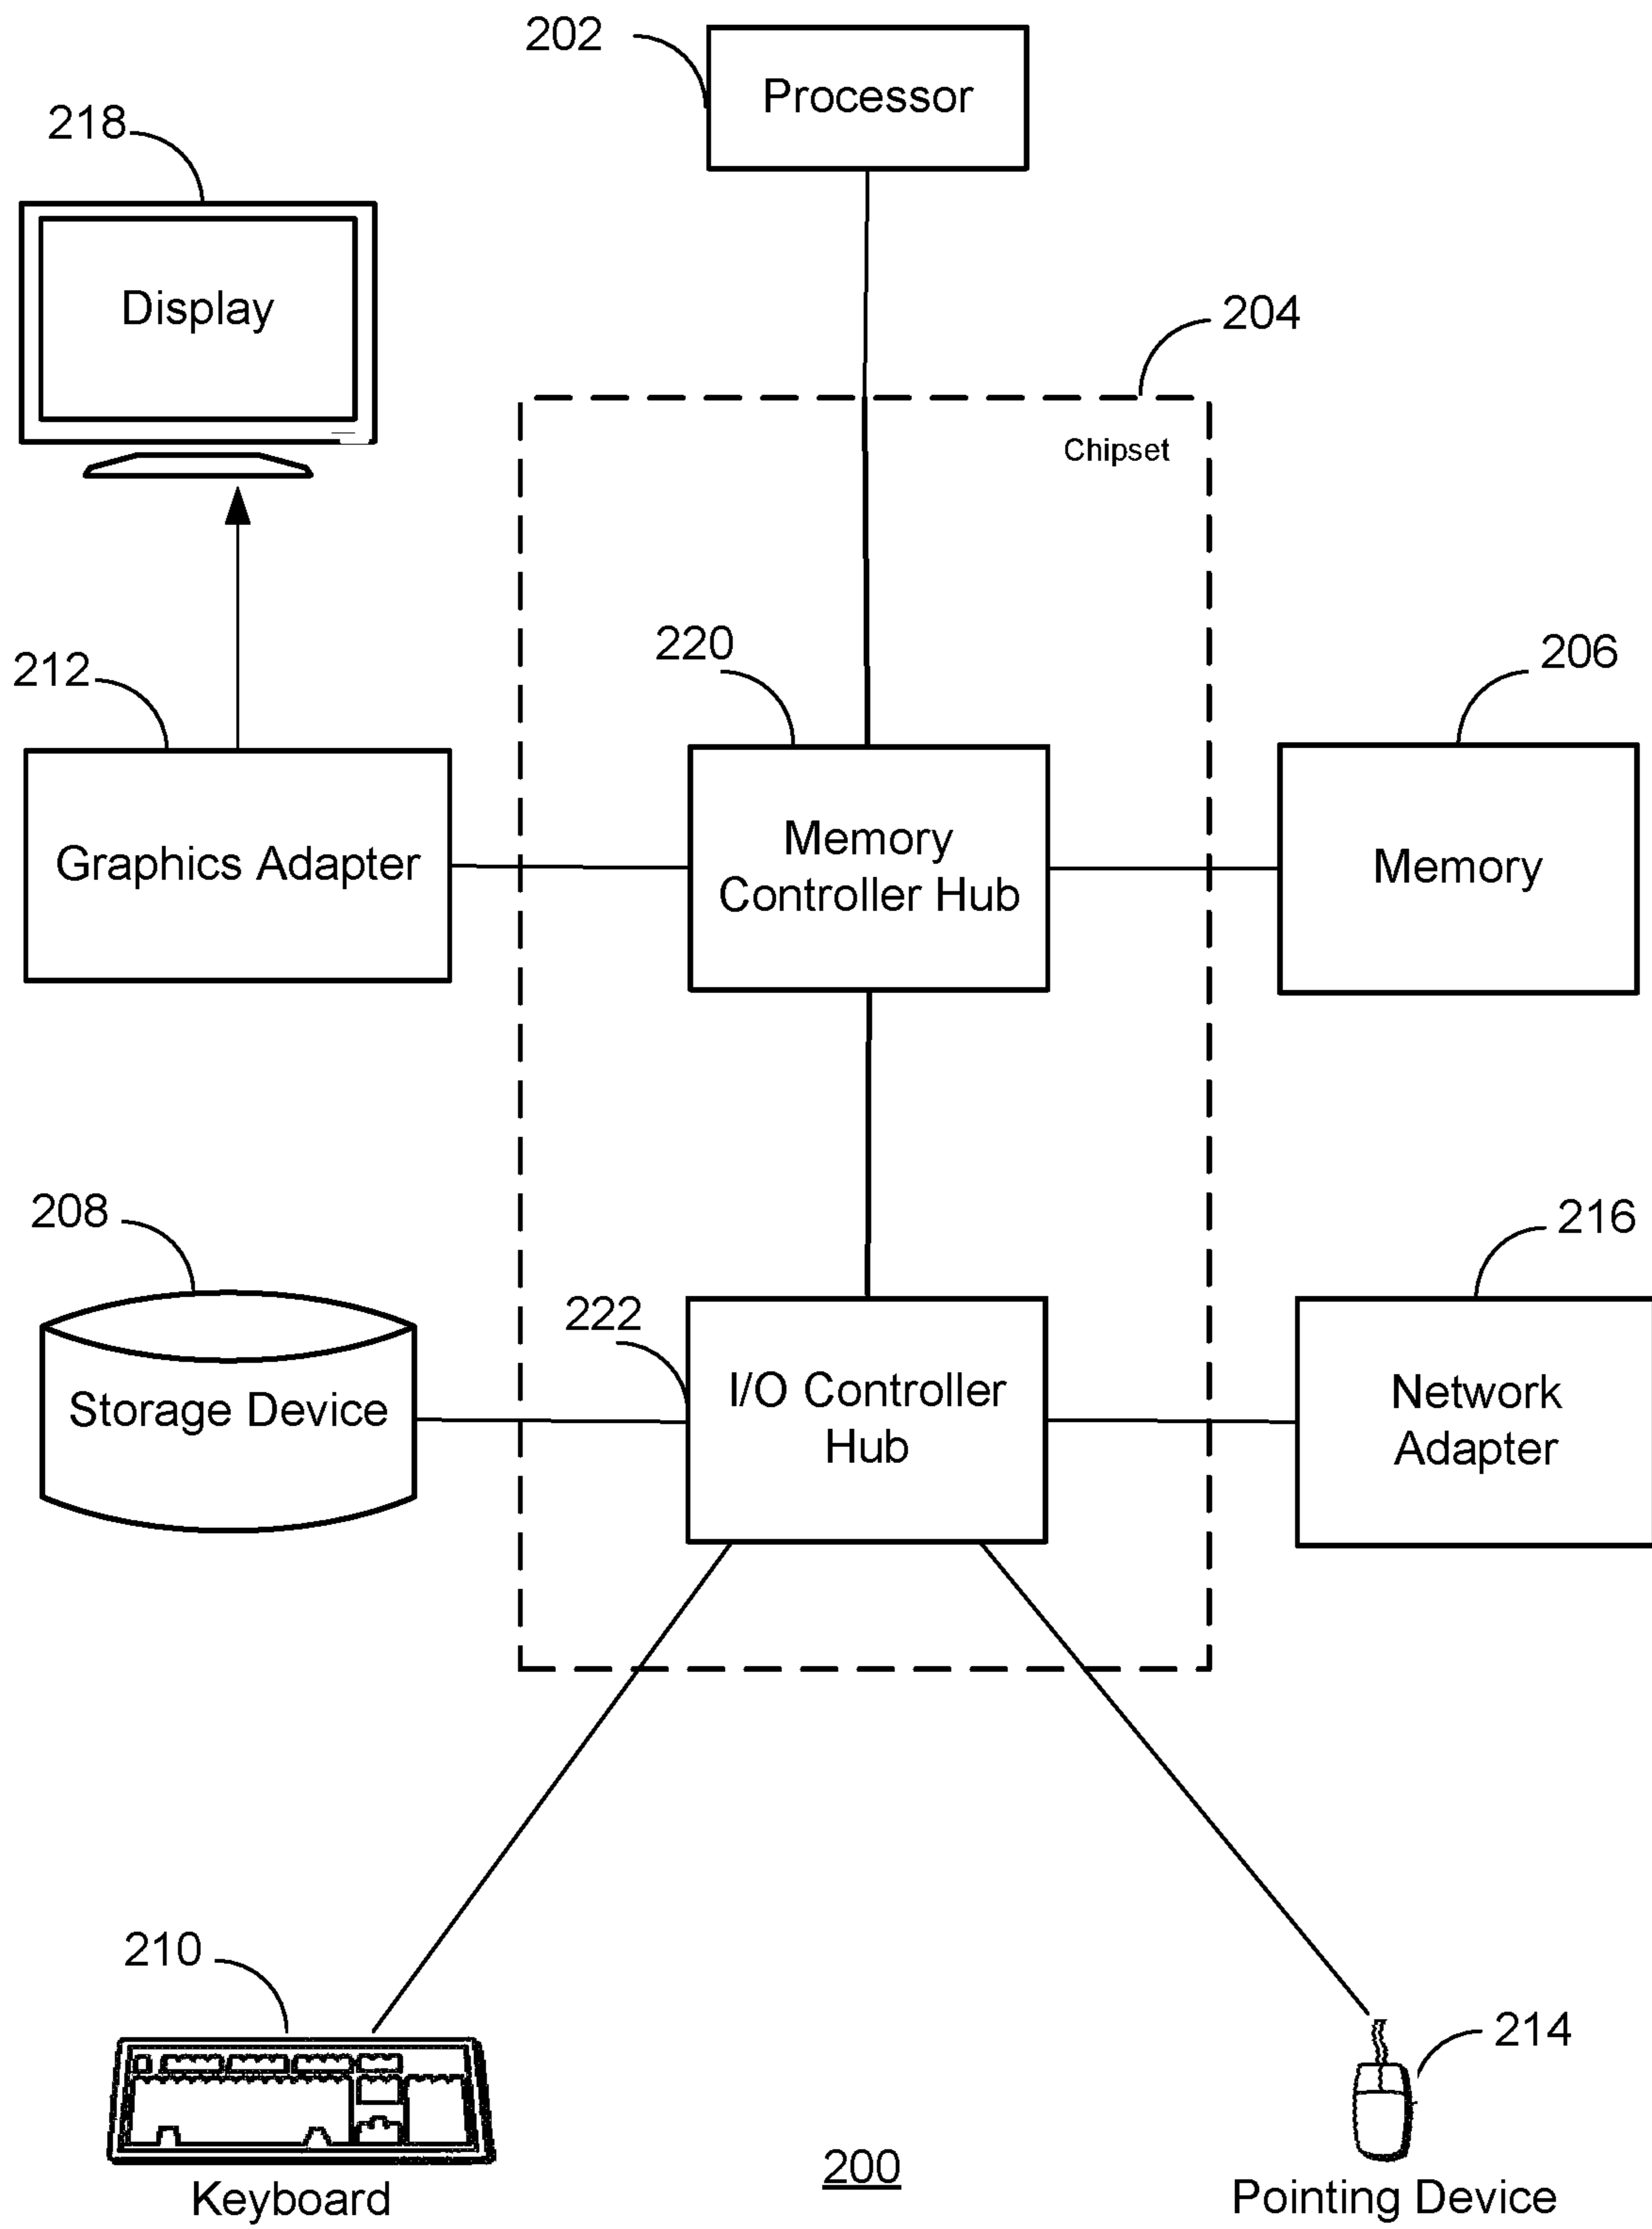 202
Processor
218
Display
204
Chipset
220
206
212
Memory
Controller Hub
Graphics Adapter
Memory
208
216
222
I/O Controller
Hub
Storage Device
Network
Adapter
210
214
200
Keyboard
Pointing Device